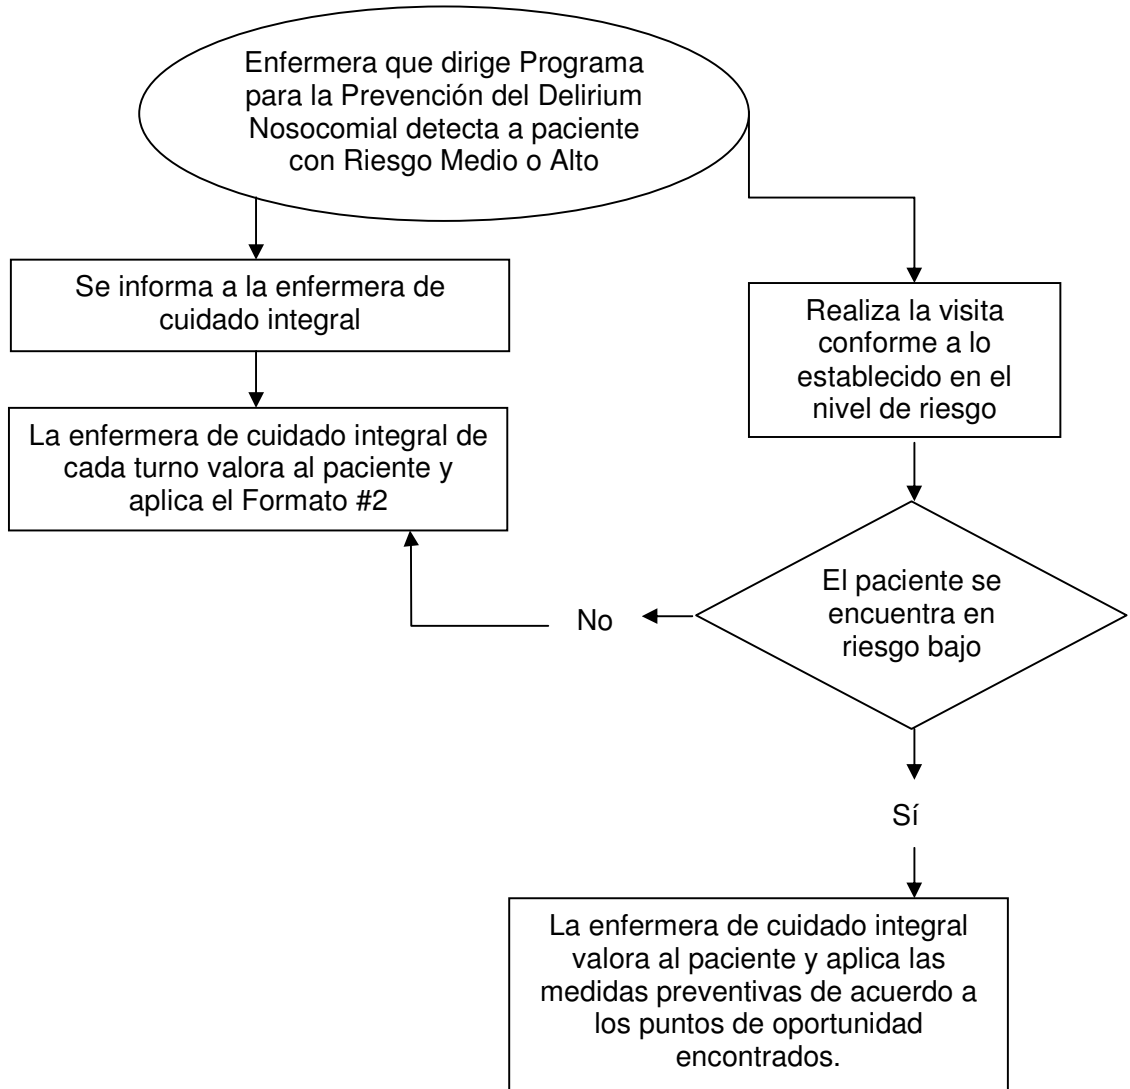 Enfermera que dirige Programa
para la Prevención del Delirium
Nosocomial detecta a paciente
con Riesgo Medio o Alto
Se informa a la enfermera de
cuidado integral
La enfermera de cuidado integral de
cada turno valora al paciente y
aplica el Formato #2
Realiza la visita
conforme a lo
establecido en el
nivel de riesgo
El paciente se
encuentra en
riesgo bajo
No
Sí
La enfermera de cuidado integral
valora al paciente y aplica las
medidas preventivas de acuerdo a
los puntos de oportunidad
encontrados.